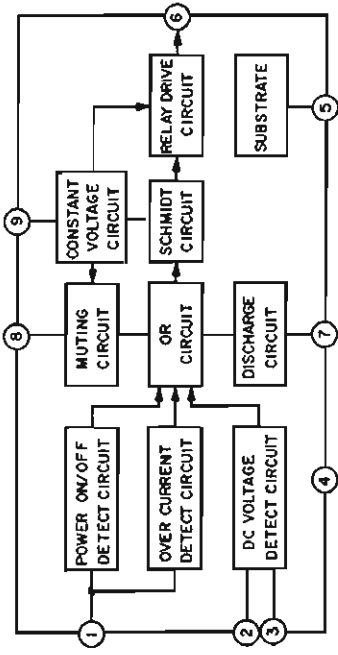 6
RELAY DRIVE
CIRCUIT
SUBSTRATE
5
9
CONSTANT
VOLTAGE
CIRCUIT
SCHMIDT
CIRCUIT
8
MUTING
CIRCUIT
OR
CIRCUIT
DISCHARGE
CIRCUIT
7
POWER ON/OFF
DETECT CIRCUIT
OVER CURRENT
DETECT CIRCUIT
DC VOLTAGE
DETECT CIRCUIT
4
1
2
3